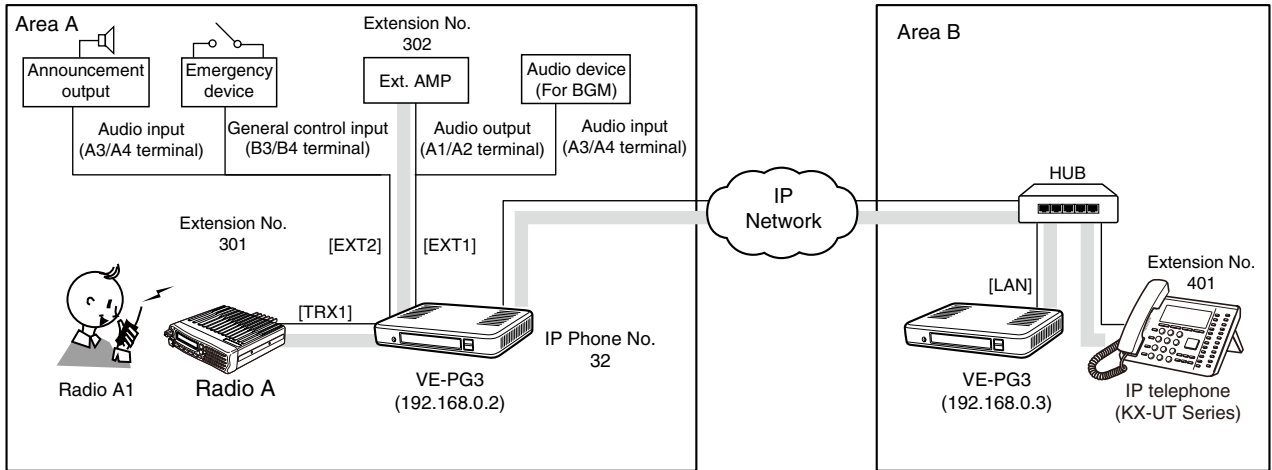 Area A
Extension No.
302
Announcement
output
Emergency
device
Ext. AMP
Audio device
(For BGM)
Audio input
(A3/A4 terminal)
General control input
(B3/B4 terminal)
Audio output
(A1/A2 terminal)
Audio input
(A3/A4 terminal)
Extension No.
301
[EXT2]
[EXT1]
[TRX1]
Radio A1
Radio A
VE-PG3
(192.168.0.2)
IP Phone No.
32
IP
Network
Area B
HUB
[LAN]
Extension No.
401
VE-PG3
(192.168.0.3)
IP telephone
(KX-UT Series)